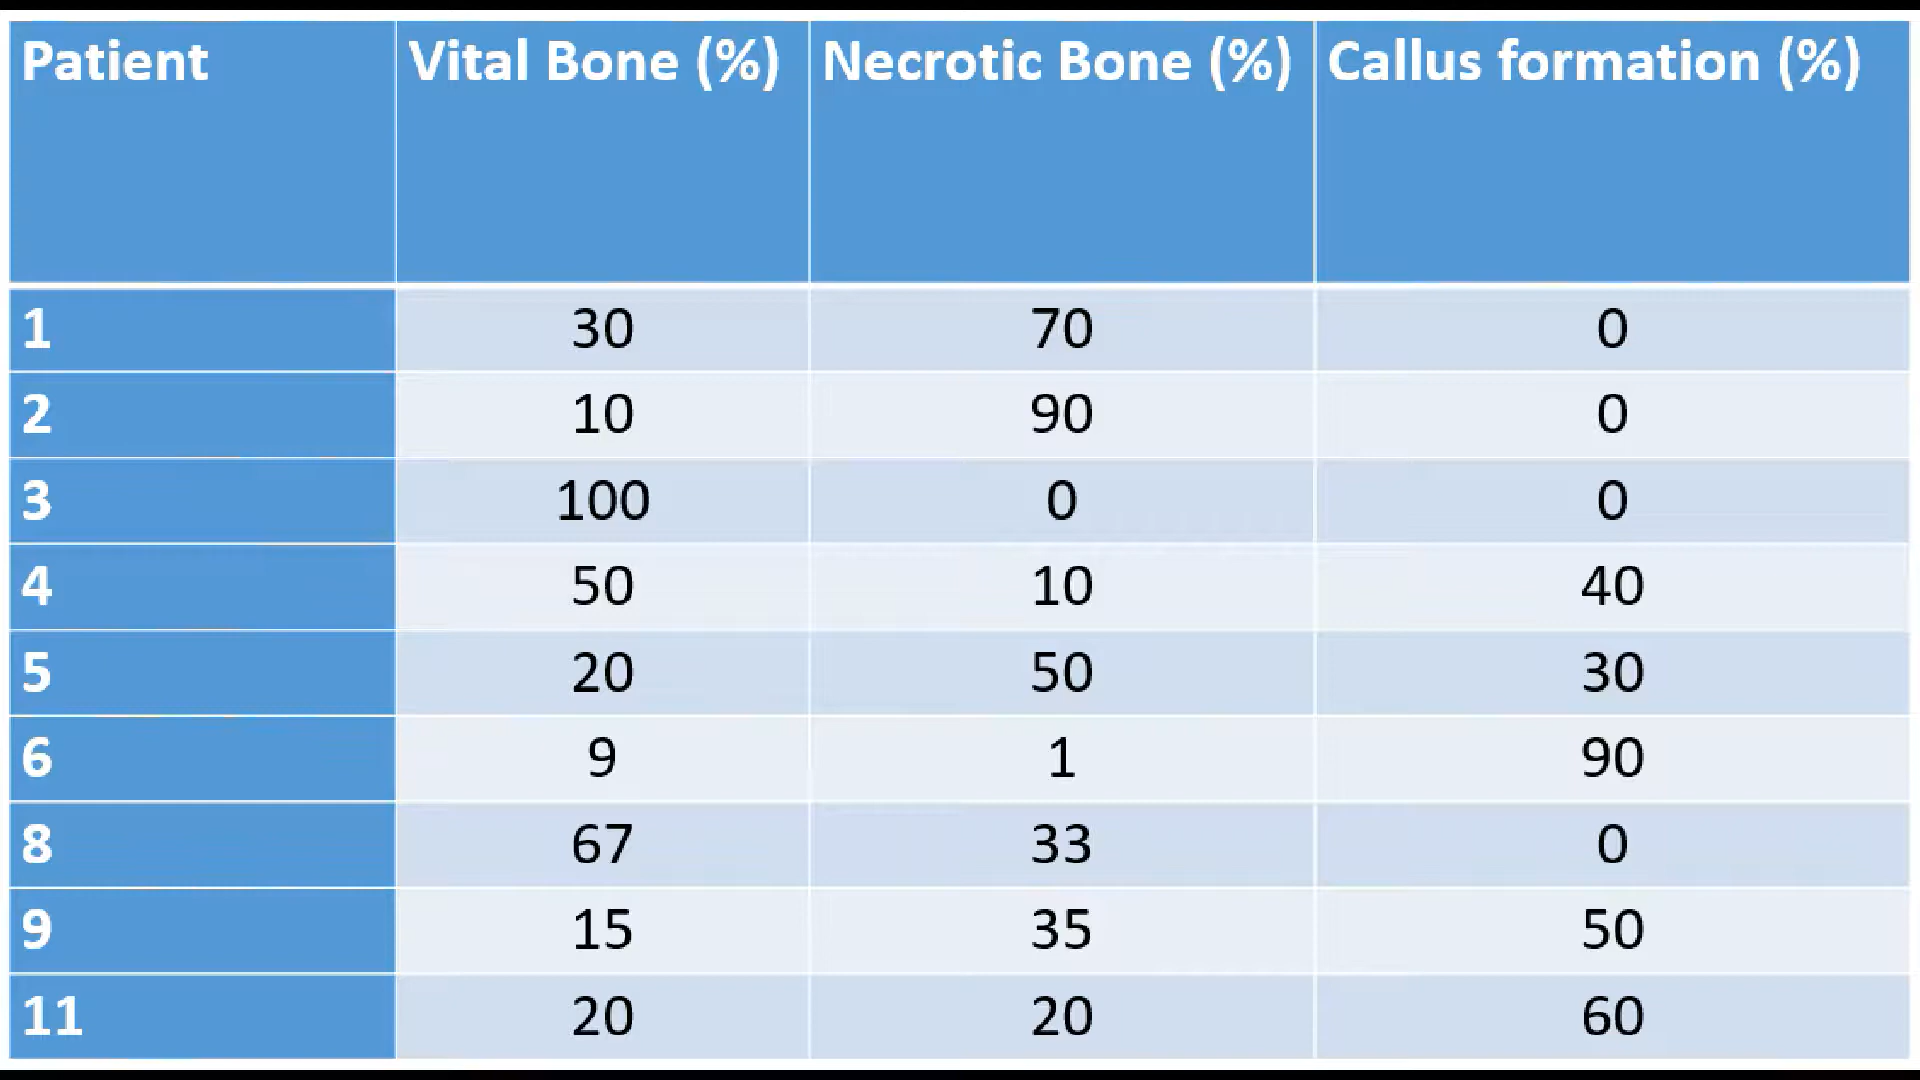 Patient Vital Bone (%) Necrotic Bone (%) Callus formation (%)
1 30 70 0
2 10 90 0
3 100 0 0
4 50 10 40
5 20 50 30
6 9 1 90
8 67 33 0
9 15 35 50
11 20 20 60